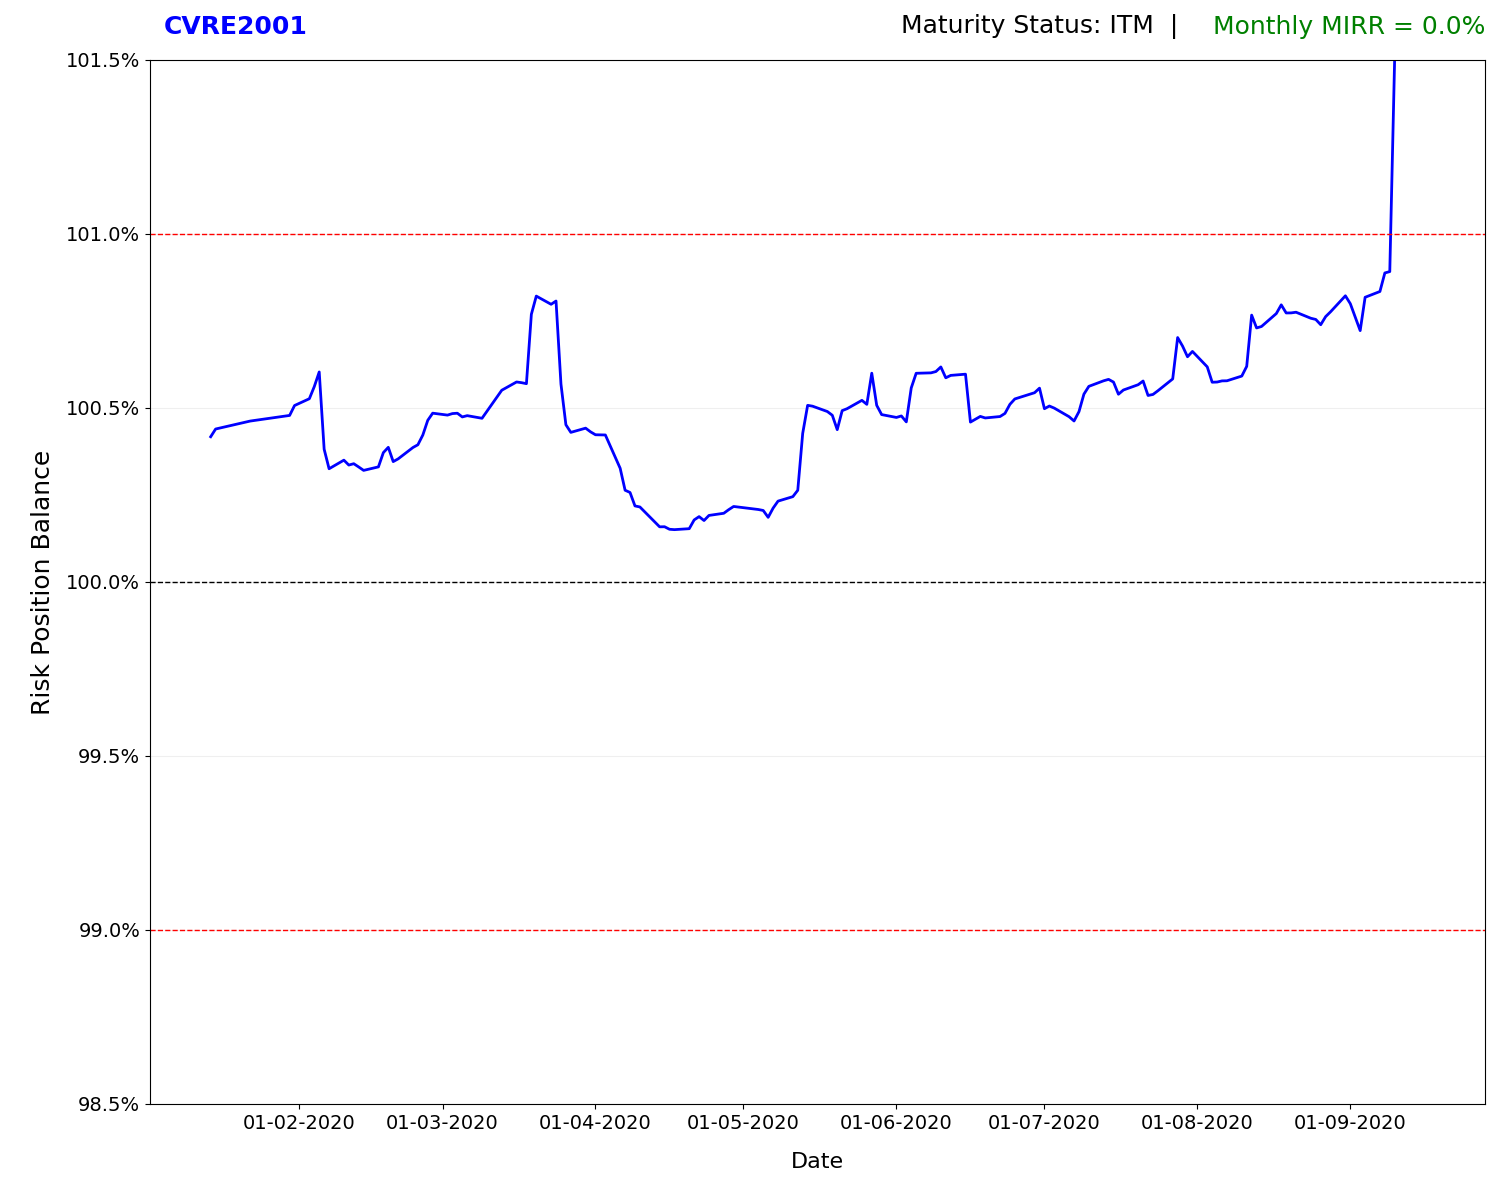 CVRE2001 Maturity Status: ITM | Monthly MIRR = 0.0%
101.5%
101.0%
100.5%
100.0%
99.5%
99.0%
98.5%
Risk Position Balance
01-02-2020 01-03-2020 01-04-2020 01-05-2020 01-06-2020 01-07-2020 01-08-2020 01-09-2020
Date